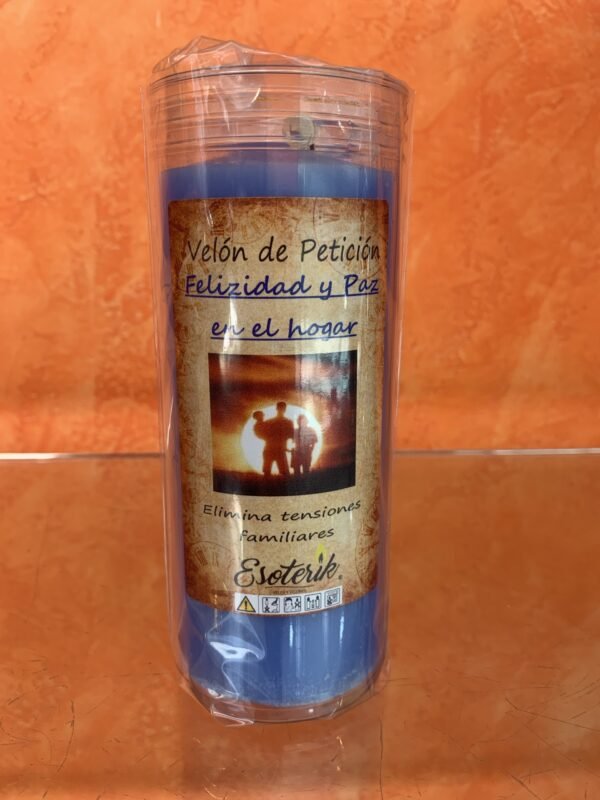 Velón de Petición
Felizidad y Paz
en el hogar
Elimina tensiones
familiares
Esoterik